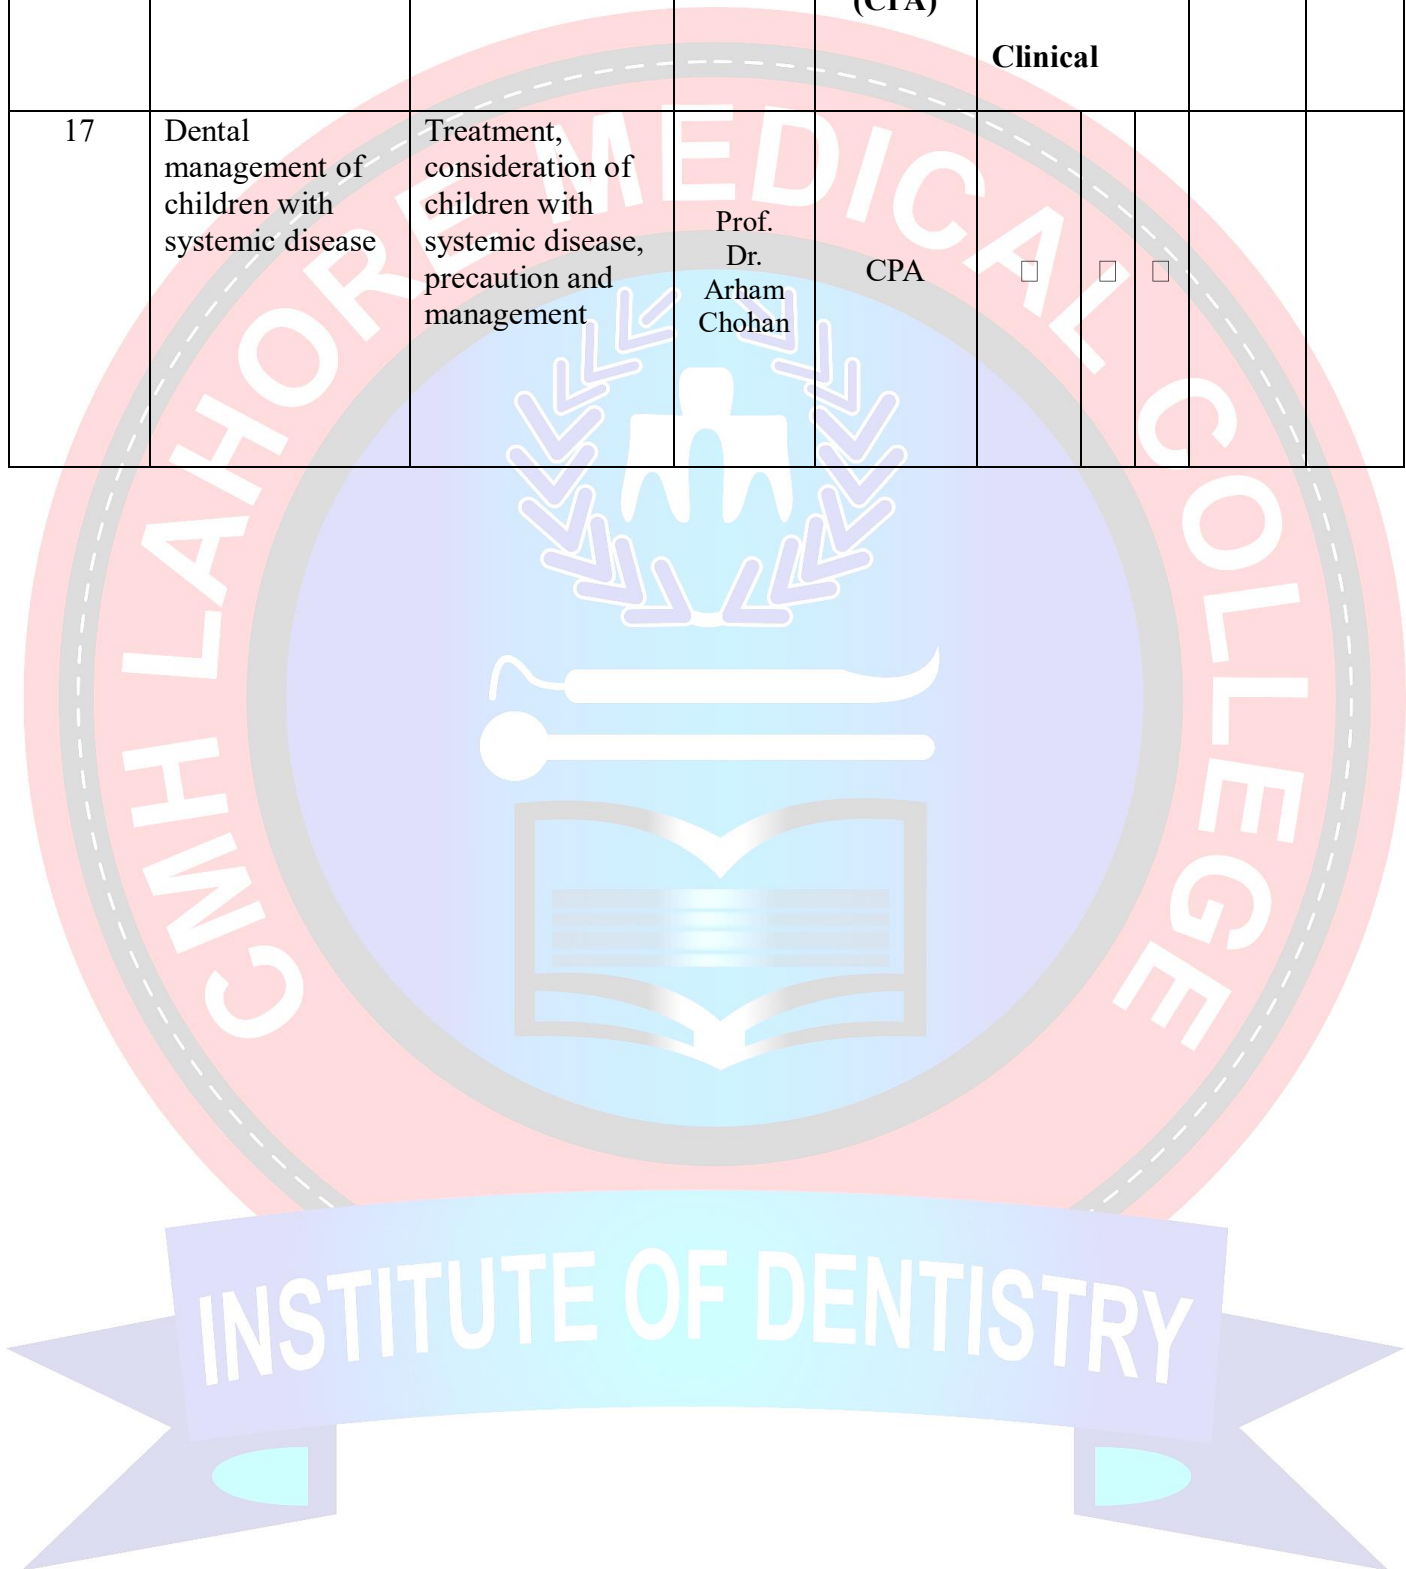 (CPA)
Clinical
17
Dental
management of
children with
systemic disease
Treatment,
consideration of
children with
systemic disease,
precaution and
management
Prof.
Dr.
Arham
Chohan
CPA
□ □ □
CMH LAHORE MEDICAL COLLEGE
INSTITUTE OF DENTISTRY